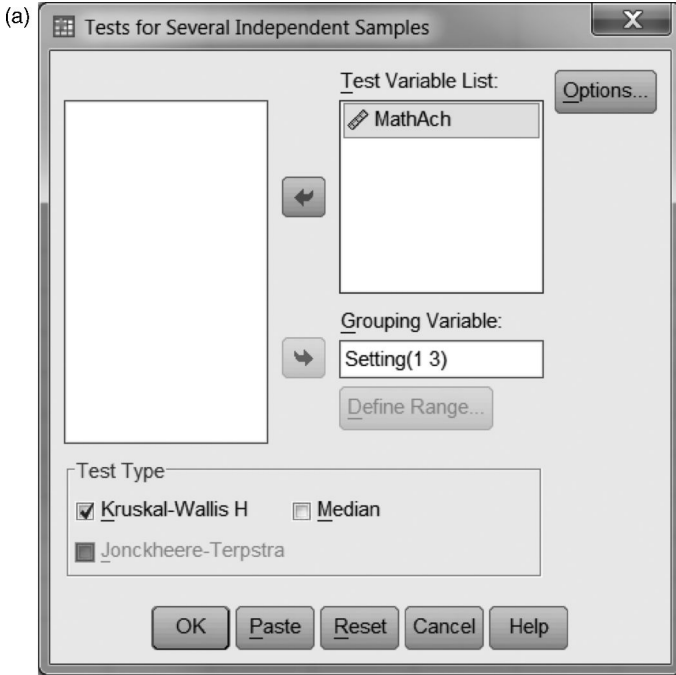 (a)
Tests for Several Independent Samples
X
Test Variable List:
MathAch
Options...
Grouping Variable:
Setting(1 3)
Define Range...
Test Type
Kruskal-Wallis H
Median
Jonckheere-Terpstra
OK
Paste
Reset
Cancel
Help